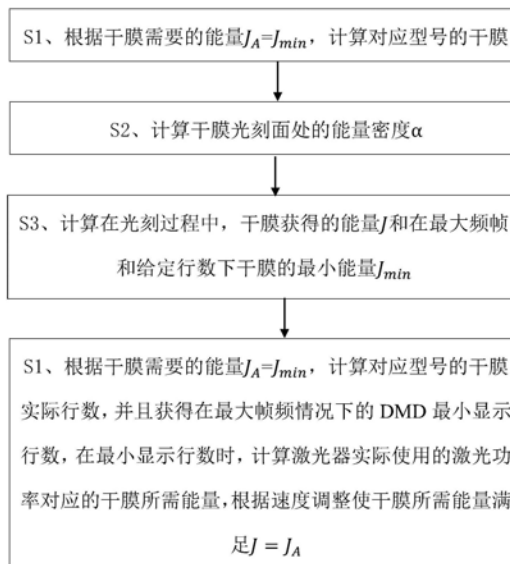 S1、根据干膜需要的能量J_A=J_min，计算对应型号的干膜
S2、计算干膜光刻面处的能量密度α
S3、计算在光刻过程中，干膜获得的能量J和在最大频帧
和给定行数下干膜的最小能量J_min
S1、根据干膜需要的能量J_A=J_min，计算对应型号的干膜
实际行数，并且获得在最大帧频情况下的 DMD 最小显示
行数，在最小显示行数时，计算激光器实际使用的激光功
率对应的干膜所需能量，根据速度调整使干膜所需能量满
足J = J_A